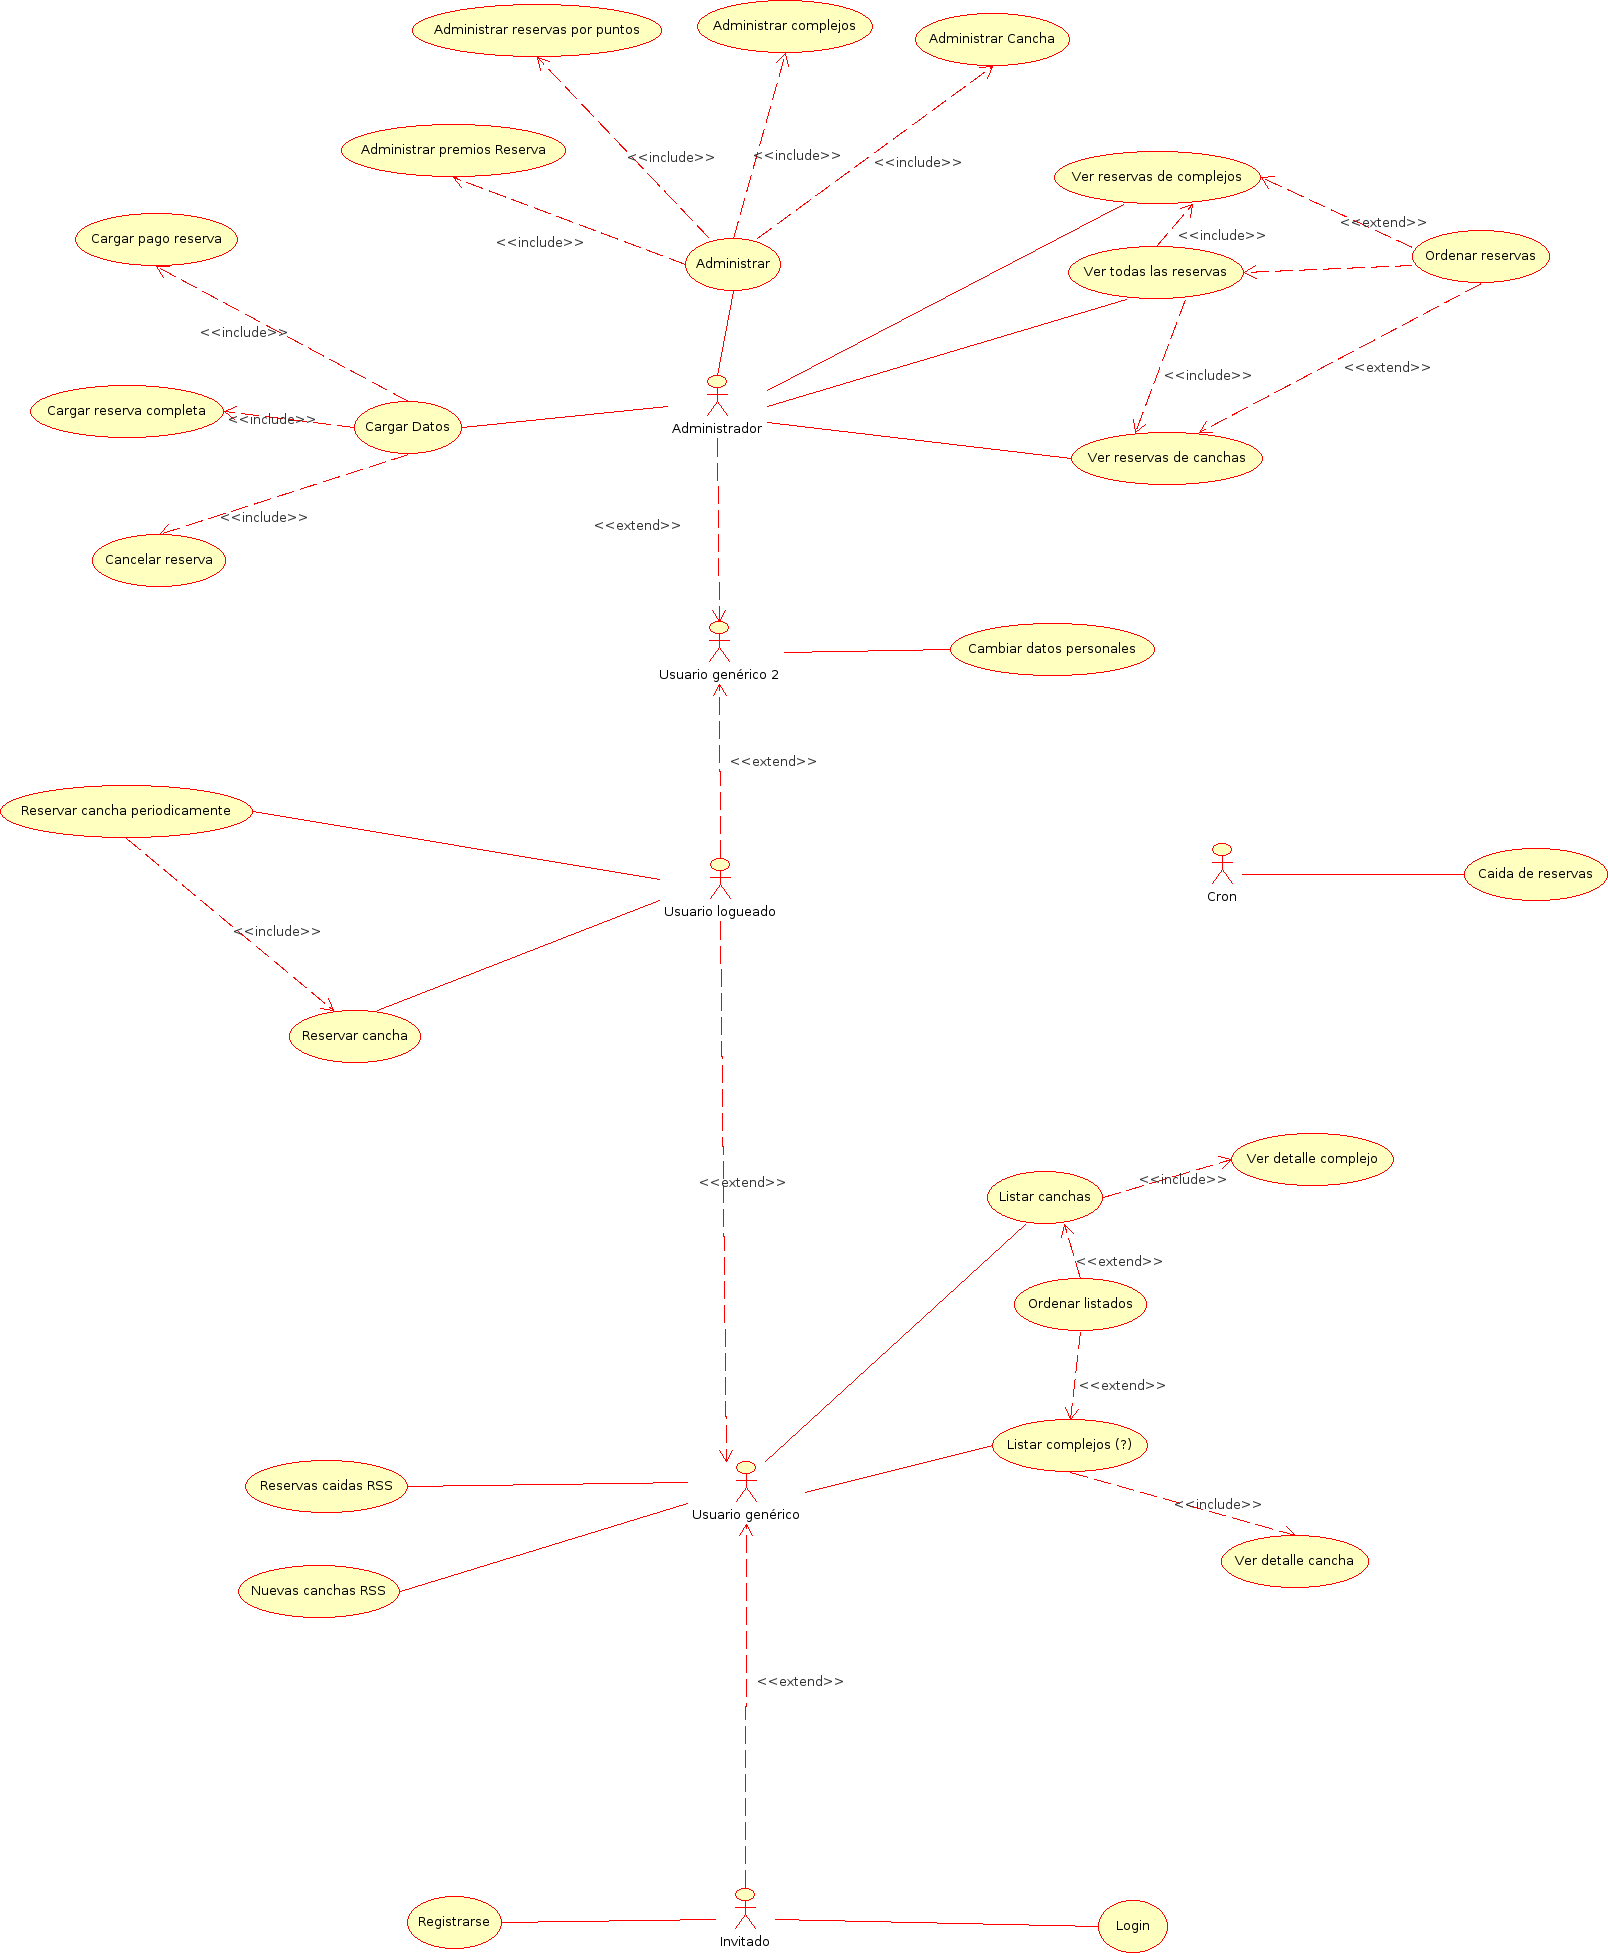 Administrar reservas por puntos
Administrar complejos
Administrar Cancha
Administrar premios Reserva
<<include>>
<<include>>
<<include>>
<<include>>
Ver reservas de complejos
<<extend>>
<<include>>
Cargar pago reserva
Administrar
Ver todas las reservas
Ordenar reservas
<<include>>
<<include>>
<<extend>>
Cargar reserva completa
<<include>>
Cargar Datos
Administrador
Ver reservas de canchas
<<include>>
<<extend>>
Cancelar reserva
Usuario genérico 2
Cambiar datos personales
<<extend>>
Reservar cancha periodicamente
Usuario logueado
Cron
Caida de reservas
<<include>>
Reservar cancha
<<extend>>
Ver detalle complejo
<<include>>
Listar canchas
<<extend>>
Ordenar listados
<<extend>>
Listar complejos (?)
Reservas caidas RSS
<<include>>
Usuario genérico
Ver detalle cancha
Nuevas canchas RSS
<<extend>>
Registrarse
Invitado
Login